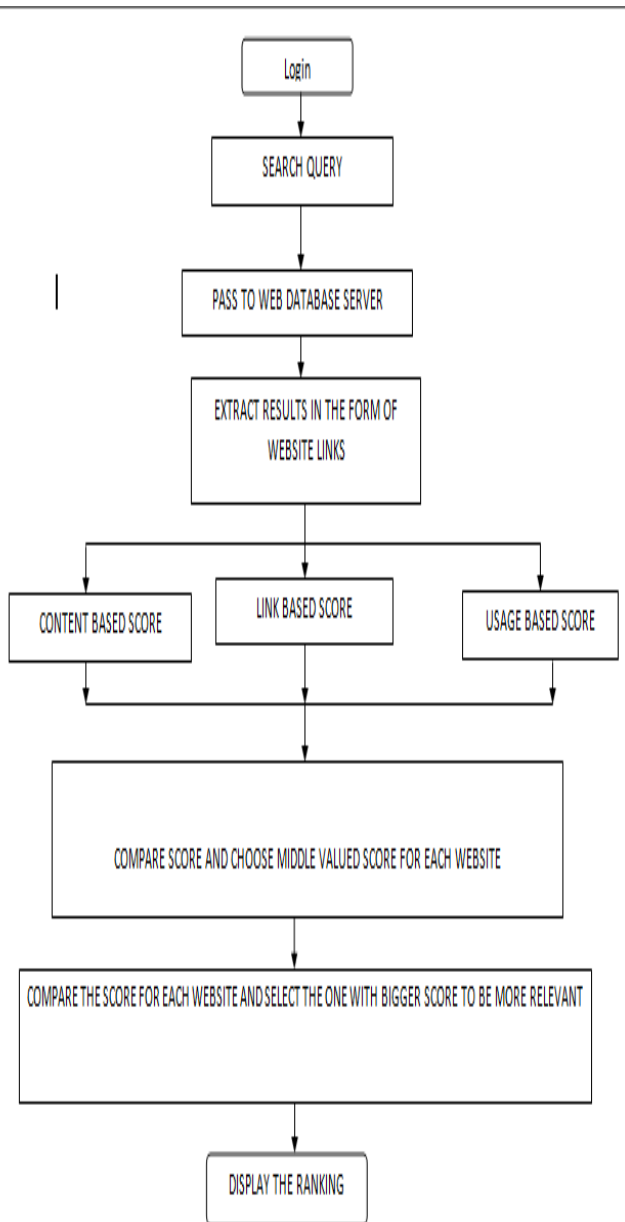 Login
SEARCH QUERY
PASS TO WEB DATABASE SERVER
EXTRACT RESULTS IN THE FORM OF
WEBSITE LINKS
CONTENT BASED SCORE
LINK BASED SCORE
USAGE BASED SCORE
COMPARE SCORE AND CHOOSE MIDDLE VALUED SCORE FOR EACH WEBSITE
COMPARE THE SCORE FOR EACH WEBSITE AND SELECT THE ONE WITH BIGGER SCORE TO BE MORE RELEVANT
DISPLAY THE RANKING